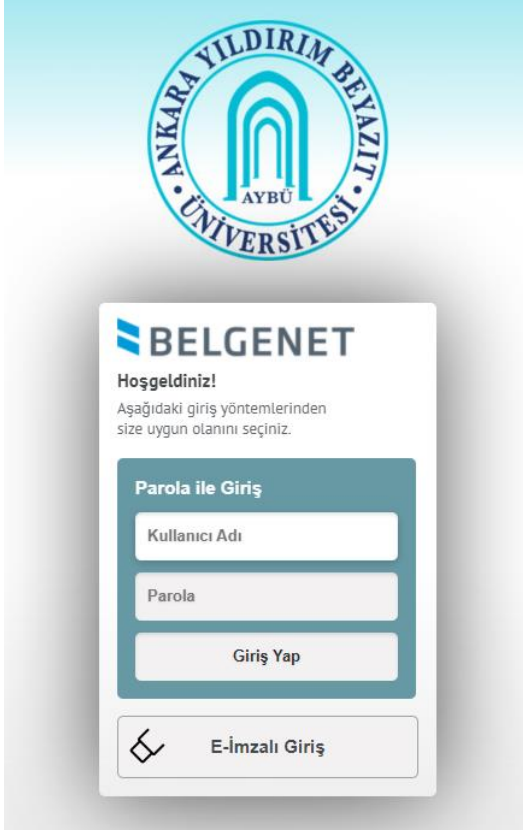 ANKARA YILDIRIM BEYAZIT
AYBÜ
• ÜNİVERSİTESİ •
BELGENET
Hoşgeldiniz!
Aşağıdaki giriş yöntemlerinden
size uygun olanını seçiniz.
Parola ile Giriş
Kullanıcı Adı
Parola
Giriş Yap
E-İmzalı Giriş